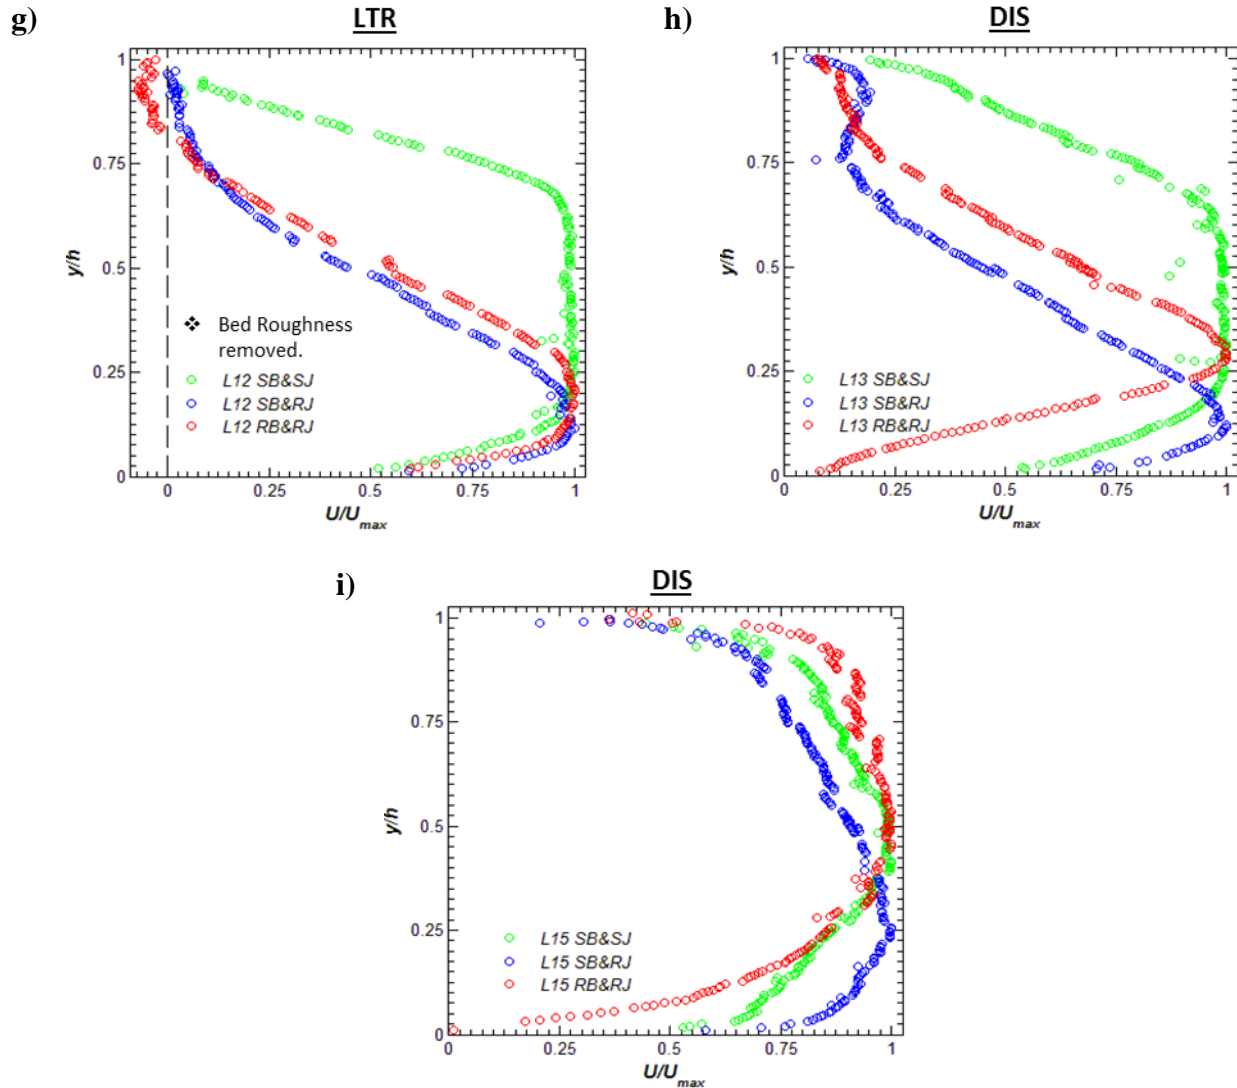 g)
LTR
1
0.75
0.5
0.25
0
y/h
❖ Bed Roughness
removed.
L12 SB&SJ
L12 SB&RJ
L12 RB&RJ
0 0.25 0.5 0.75 1
U/Umax
h)
DIS
1
0.75
0.5
0.25
0
y/h
L13 SB&SJ
L13 SB&RJ
L13 RB&RJ
0 0.25 0.5 0.75 1
U/Umax
i)
DIS
1
0.75
0.5
0.25
0
y/h
L15 SB&SJ
L15 SB&RJ
L15 RB&RJ
0 0.25 0.5 0.75 1
U/Umax